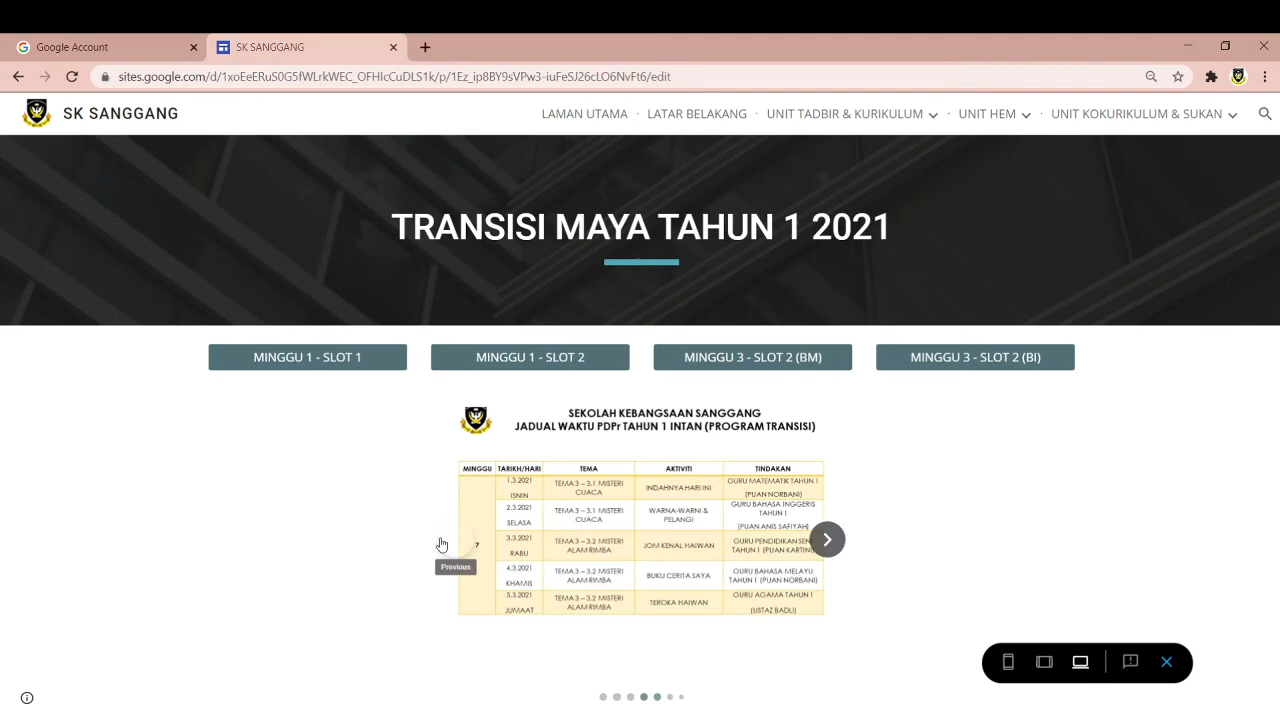 Google Account
SK SANGGANG
sites.google.com/d/1xoEeERuS0G5fWLrkWEC_OFHIcCuDLS1k/p/1Ez_ip8BY9sVPw3-iuFeSJ26cLO6NvFt6/edit
SK SANGGANG
LAMAN UTAMA · LATAR BELAKANG · UNIT TADBIR & KURIKULUM · UNIT HEM · UNIT KOKURIKULUM & SUKAN
TRANSISI MAYA TAHUN 1 2021
MINGGU 1 - SLOT 1
MINGGU 1 - SLOT 2
MINGGU 3 - SLOT 2 (BM)
MINGGU 3 - SLOT 2 (BI)
SEKOLAH KEBANGSAAN SANGGANG
JADUAL WAKTU PDPr TAHUN 1 INTAN (PROGRAM TRANSISI)
MINGGU TARIKH/HARI TEMA AKTIVITI TINDAKAN
7
1.3.2021
ISNIN
TEMA 3 – 3.1 MISTERI
CUACA
INDAHNYA HARI INI
GURU MATEMATIK TAHUN 1
(PUAN NORBANI)
2.3.2021
SELASA
TEMA 3 – 3.1 MISTERI
CUACA
WARNA-WARNI &
PELANGI
GURU BAHASA INGGERIS
TAHUN 1
(PUAN ANIS SAFIYAH)
3.3.2021
RABU
TEMA 3 – 3.2 MISTERI
ALAM RIMBA
JOM KENAL HAIWAN
GURU PENDIDIKAN SEN
TAHUN 1 (PUAN KARTINI
4.3.2021
KHAMIS
TEMA 3 – 3.2 MISTERI
ALAM RIMBA
BUKU CERITA SAYA
GURU BAHASA MELAYU
TAHUN 1 (PUAN NORBANI)
5.3.2021
JUMAAT
TEMA 3 – 3.2 MISTERI
ALAM RIMBA
TEROKA HAIWAN
GURU AGAMA TAHUN 1
(USTAZ BADLI)
Previous